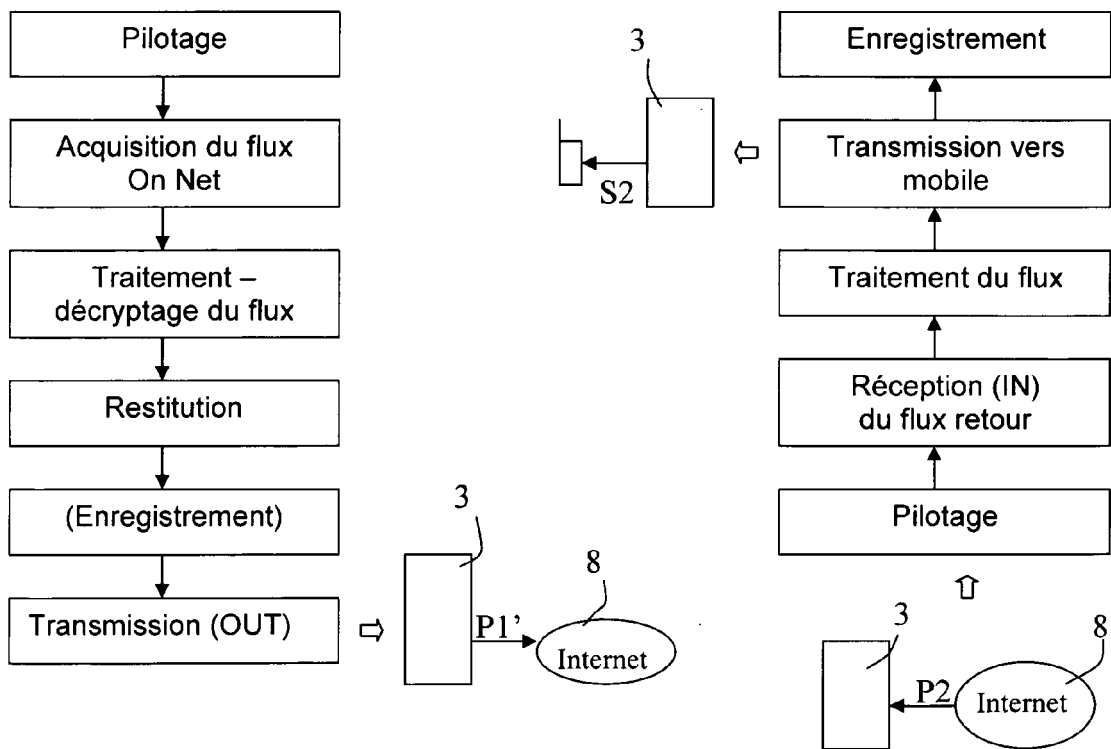 Pilotage
Acquisition du flux
On Net
Traitement –
décryptage du flux
Restitution
(Enregistrement)
Transmission (OUT)
3
P1’
8
Internet
3
S2
Enregistrement
Transmission vers
mobile
Traitement du flux
Réception (IN)
du flux retour
Pilotage
3
P2
8
Internet